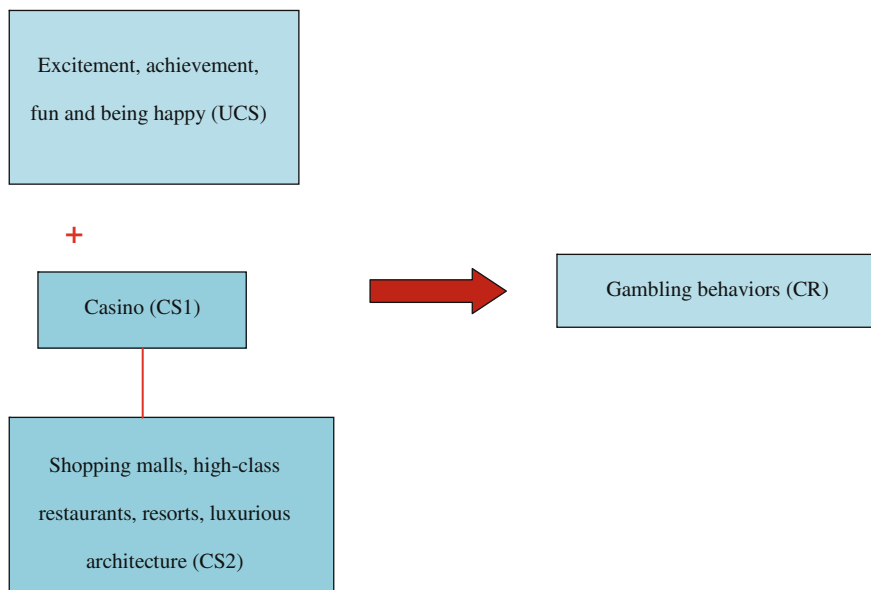 Excitement, achievement,
fun and being happy (UCS)
+
Casino (CS1)
Gambling behaviors (CR)
Shopping malls, high-class
restaurants, resorts, luxurious
architecture (CS2)